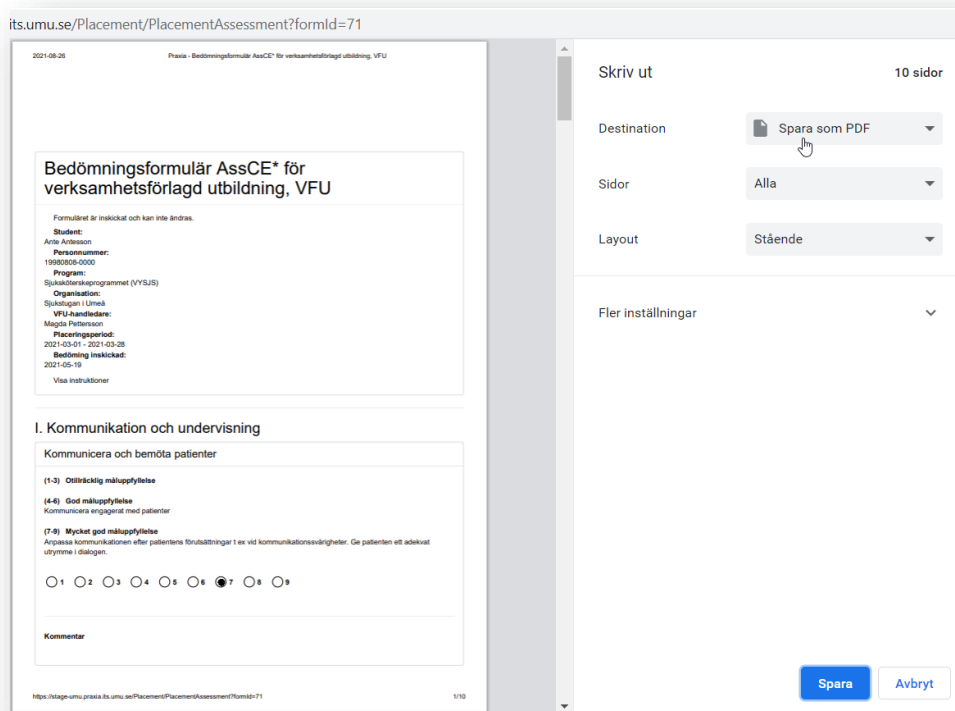 its.umu.se/Placement/PlacementAssessment?formId=71
2021-08-26 Praxia - Bedömningsformulär AssCE* för verksamhetsförlagd utbildning, VFU
Bedömningsformulär AssCE* för
verksamhetsförlagd utbildning, VFU
Formuläret är inskickat och kan inte ändras.
Student:
Ante Antesson
Personnummer:
19980808-0000
Program:
Sjuksköterskeprogrammet (VYSJS)
Organisation:
Sjukstugan i Umeå
VFU-handledare:
Magda Pettersson
Placeringsperiod:
2021-03-01 - 2021-03-28
Bedöming inskickad:
2021-05-19
Visa instruktioner
I. Kommunikation och undervisning
Kommunicera och bemöta patienter
(1-3) Otillräcklig måluppfyllelse
(4-6) God måluppfyllelse
Kommunicera engagerat med patienter
(7-9) Mycket god måluppfyllelse
Anpassa kommunikationen efter patientens förutsättningar t ex vid kommunikationssvårigheter. Ge patienten ett adekvat
utrymme i dialogen.
1 2 3 4 5 6 7 8 9
Kommentar
https://stage-umu.praxia.its.umu.se/Placement/PlacementAssessment?formId=71 1/10
Skriv ut 10 sidor
Destination Spara som PDF
Sidor Alla
Layout Stående
Fler inställningar
Spara Avbryt